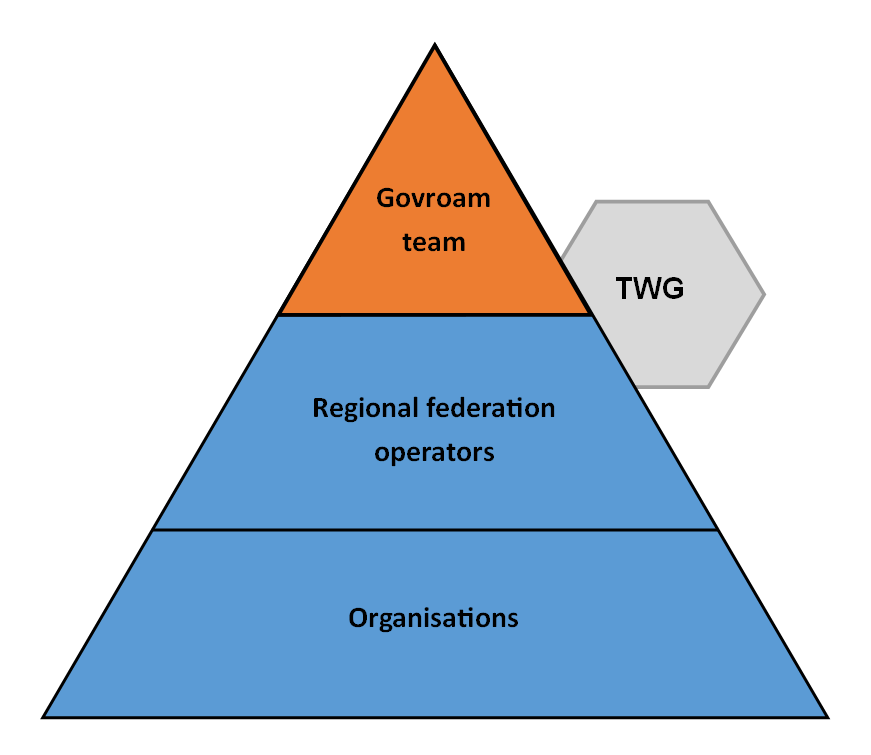 Govroam
team
TWG
Regional federation
operators
Organisations